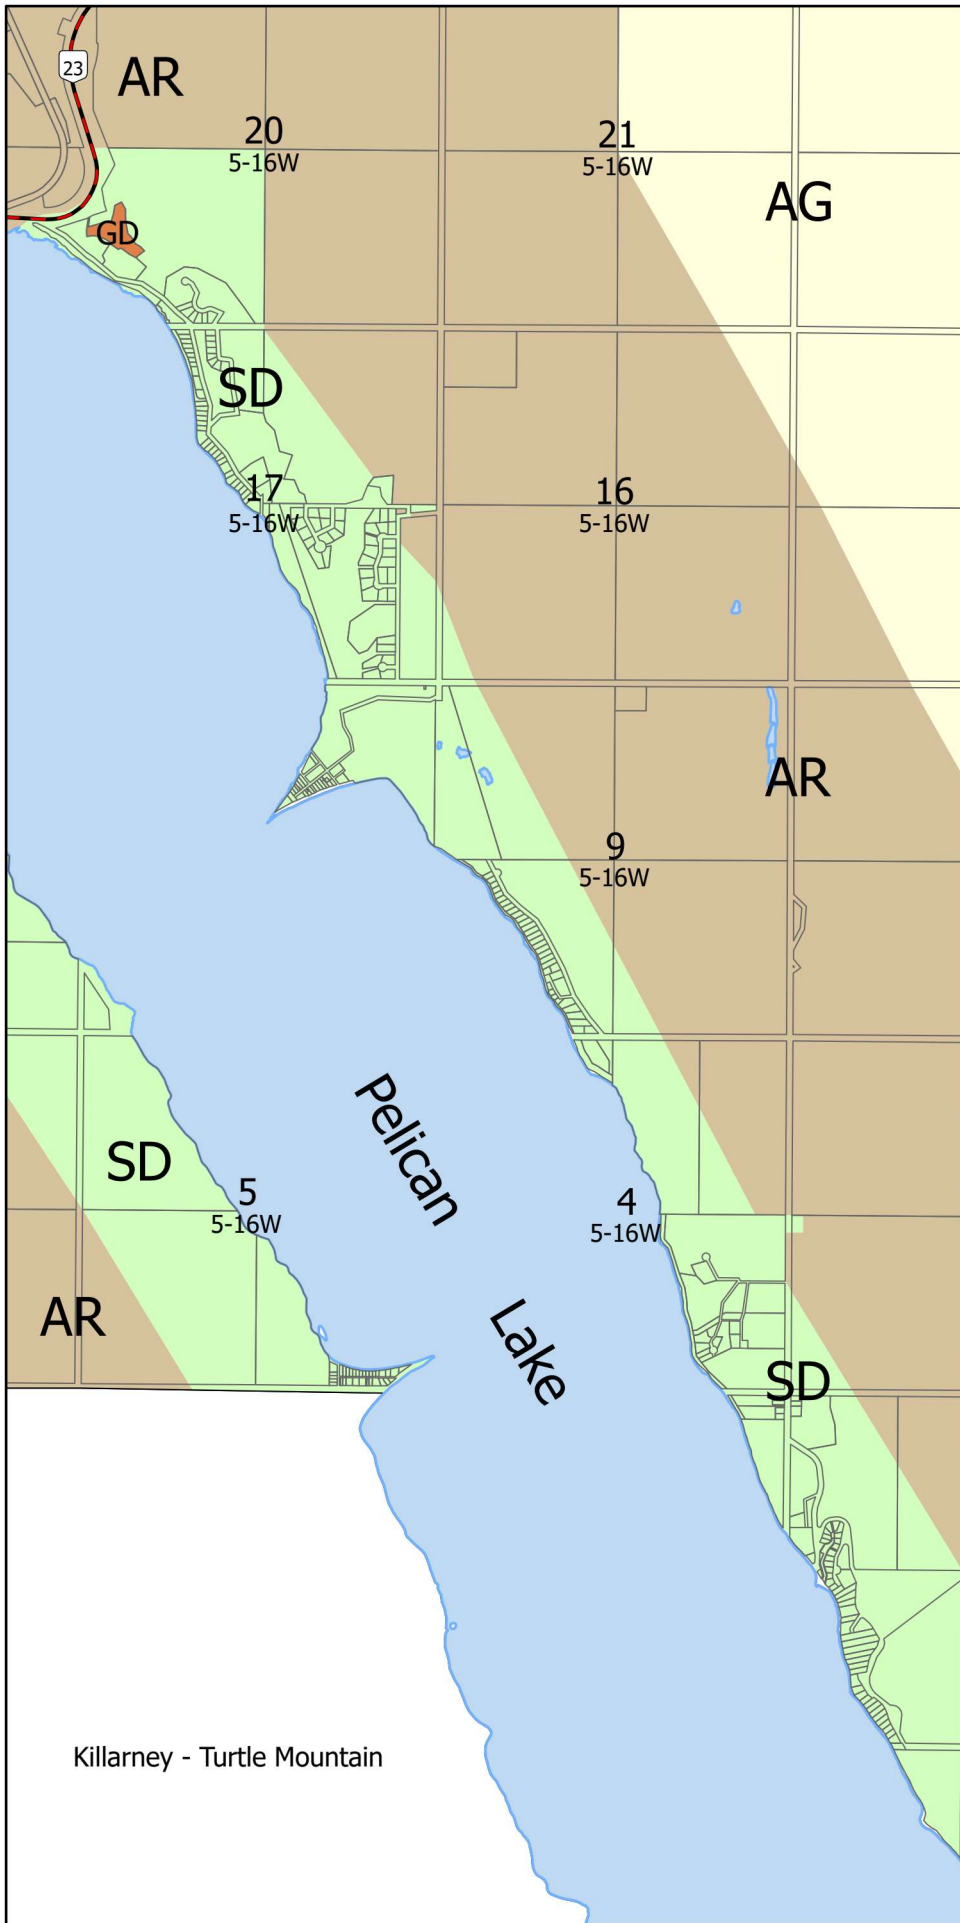 23
AR
20
5-16W
21
5-16W
AG
GD
SD
17
5-16W
16
5-16W
AR
9
5-16W
Pelican
SD
5
5-16W
4
5-16W
AR
Lake
SD
Killarney - Turtle Mountain